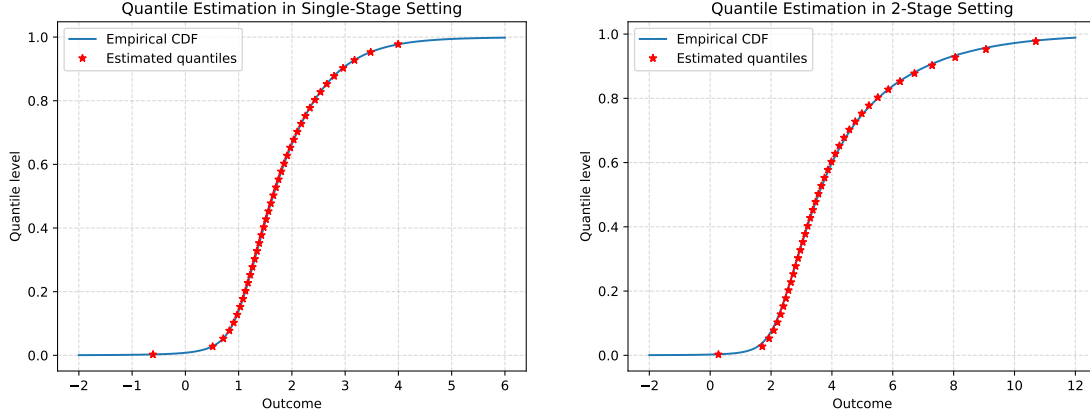 Quantile Estimation in Single-Stage Setting
Empirical CDF
Estimated quantiles
Quantile level
1.0
0.8
0.6
0.4
0.2
0.0
−2 −1 0 1 2 3 4 5 6
Outcome
Quantile Estimation in 2-Stage Setting
Empirical CDF
Estimated quantiles
Quantile level
1.0
0.8
0.6
0.4
0.2
0.0
−2 0 2 4 6 8 10 12
Outcome